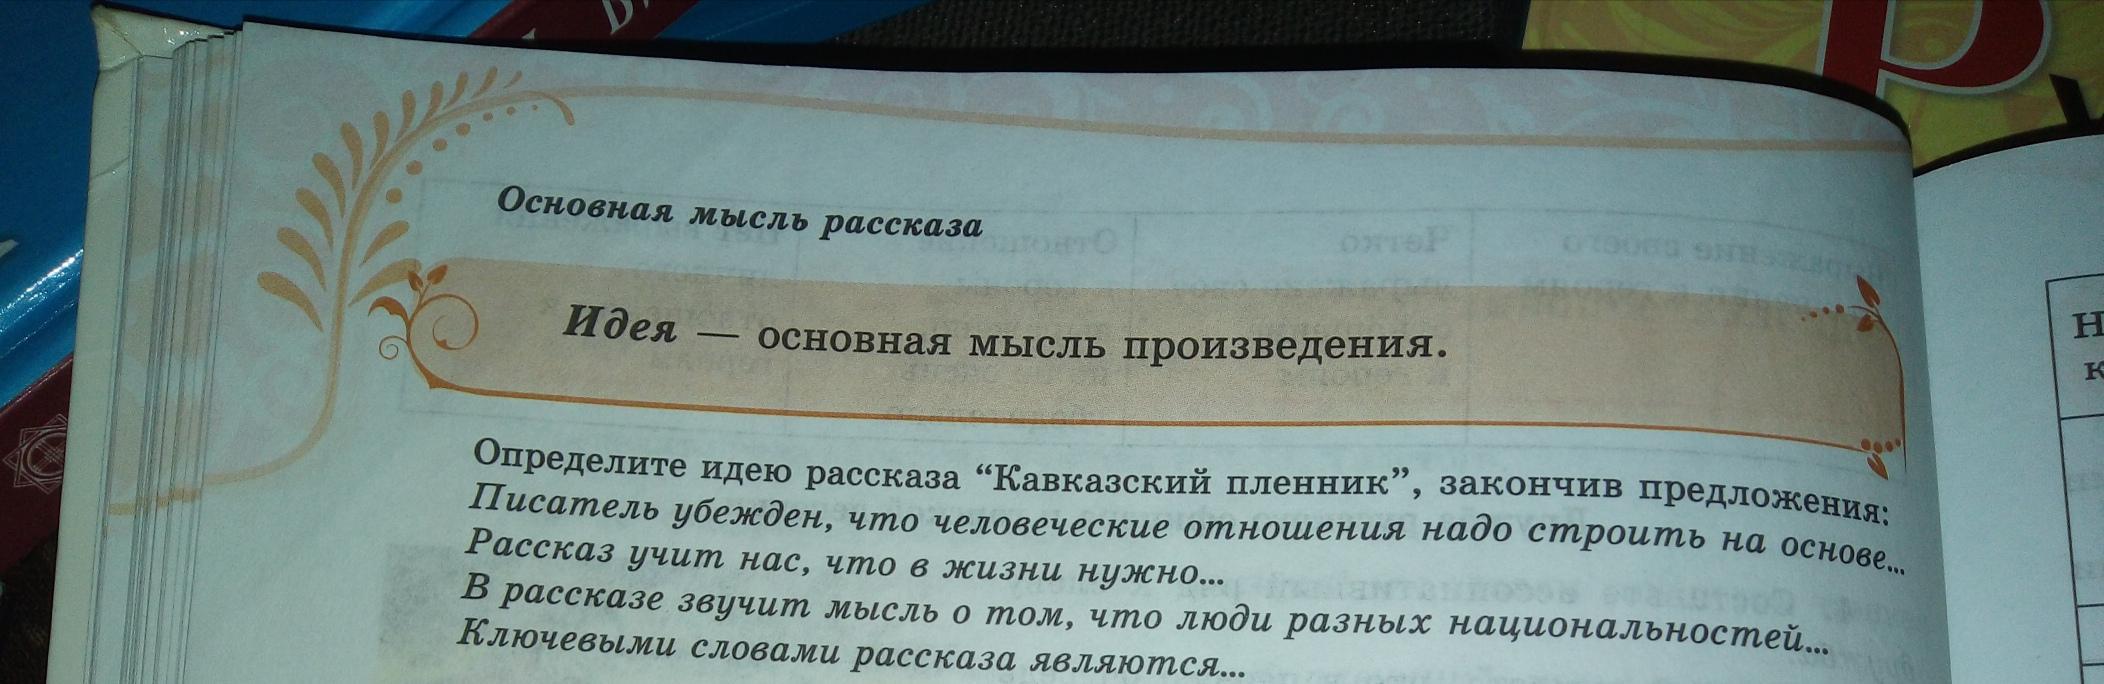 Основная мысль рассказа
Идея — основная мысль произведения.
Определите идею рассказа “Кавказский пленник”, закончив предложения:
Писатель убежден, что человеческие отношения надо строить на основе...
Рассказ учит нас, что в жизни нужно...
В рассказе звучит мысль о том, что люди разных национальностей...
Ключевыми словами рассказа являются...